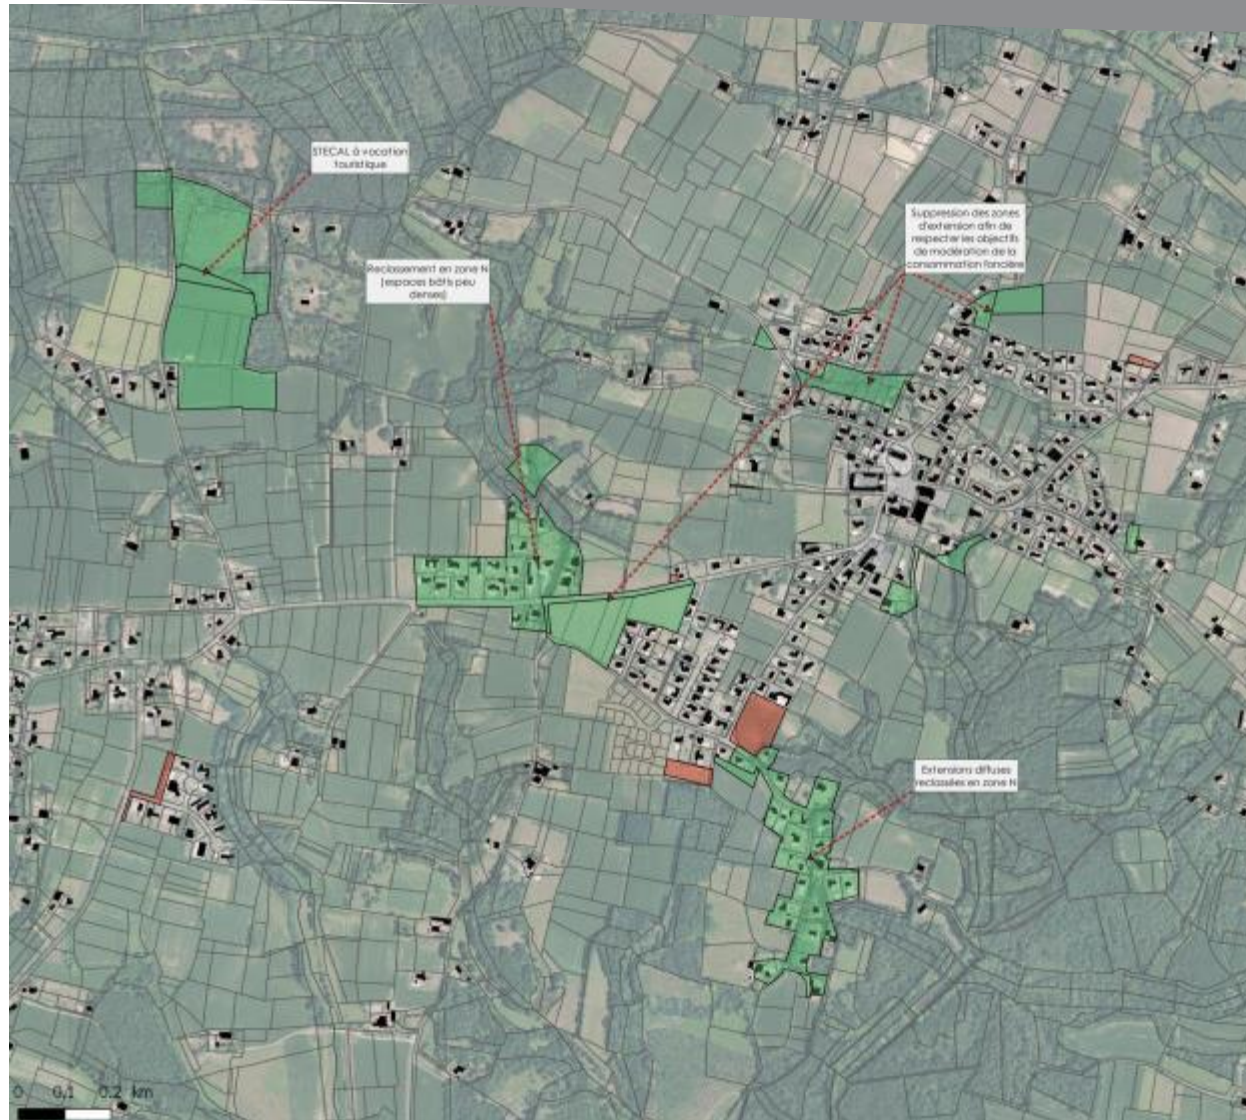 STECAL à vocation
touristique
Suppression des zones
d'extension afin de
respecter les objectifs
de modération de la
consommation foncière
Reclassement en zone N
(espaces bâtis peu
denses)
Extensions diffuses
reclassées en zone N
0 0,1 0,2 km